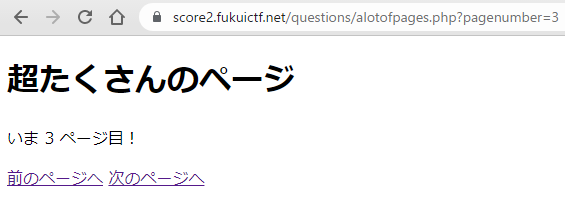 score2.fukuictf.net/questions/alotofpages.php?pagenumber=3
超たくさんのページ
いま 3 ページ目！
前のページへ 次のページへ